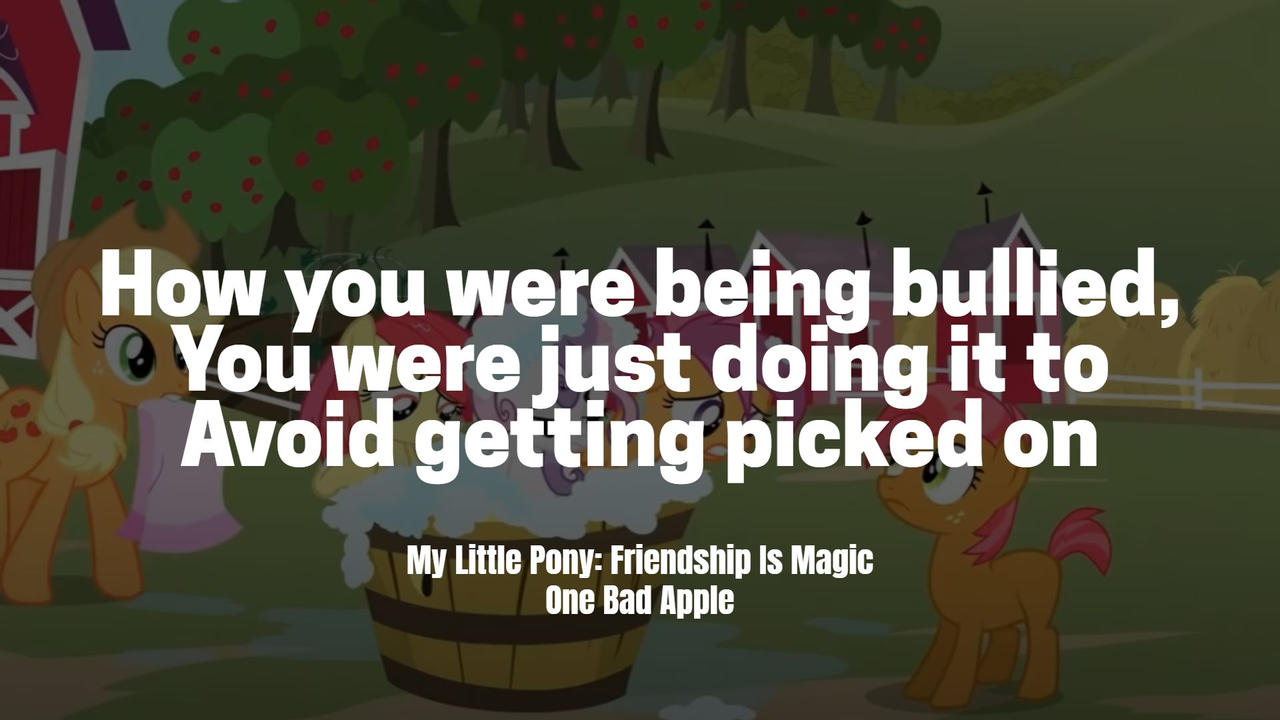 How you were being bullied,
You were just doing it to
Avoid getting picked on
My Little Pony: Friendship Is Magic
One Bad Apple